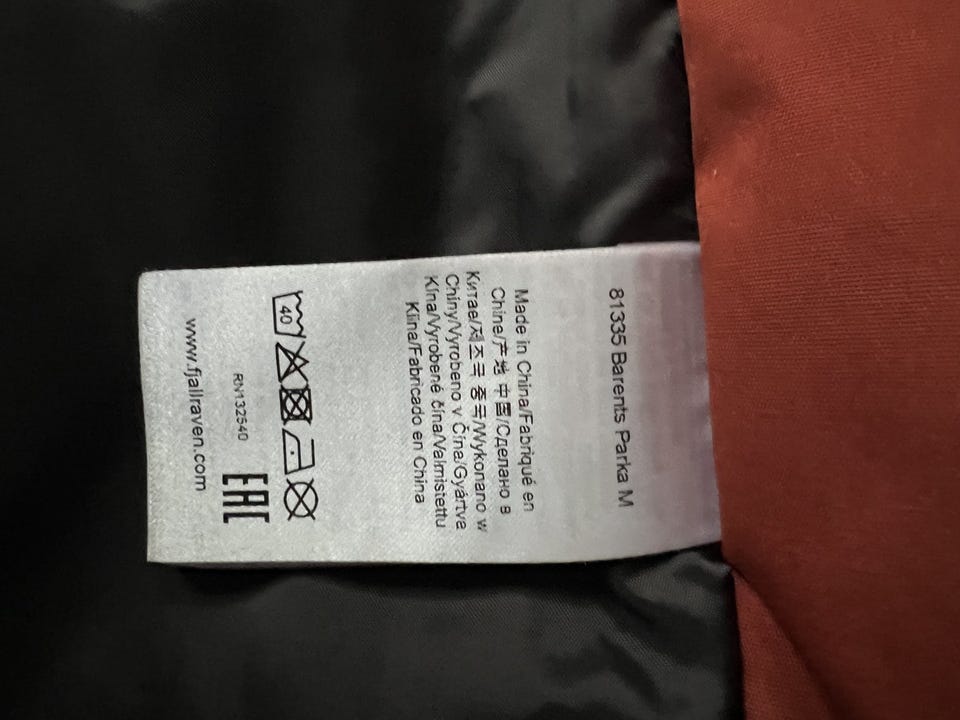 81335 Barents Parka M
Made in China/Fabriqué en
Chine/产地 中国/Сделано в
Китае/제조국 중국/Wykonano w
Chiny/Vyrobeno v Čína/Gyártva
Kína/Vyrobené čína/Valmistettu
Kiina/Fabricado en China
40
RN132540
EAC
www.fjallraven.com